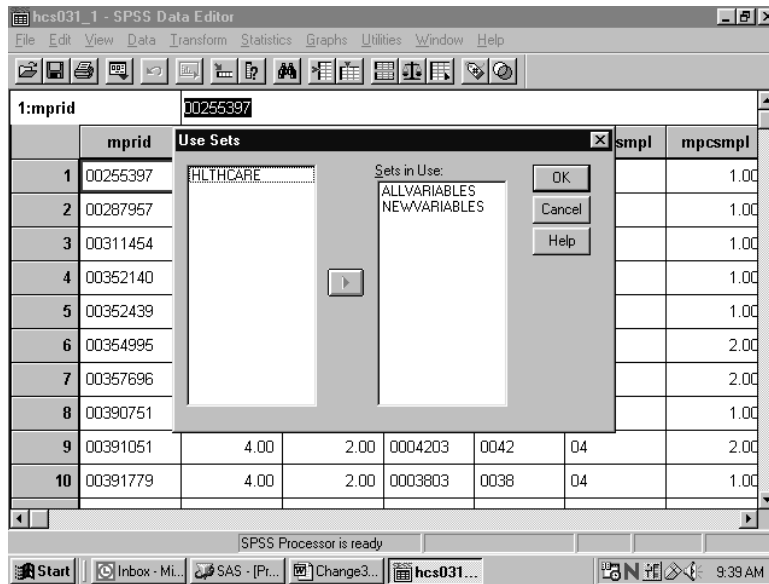 hcs031_1 - SPSS Data Editor
File Edit View Data Transform Statistics Graphs Utilities Window Help
1:mprid 00255397
mprid smpl mpcsmpl
Use Sets
HLTHCARE
Sets in Use:
ALLVARIABLES
NEWVARIABLES
OK
Cancel
Help
1 00255397 1.00
2 00287957 1.00
3 00311454 1.00
4 00352140 1.00
5 00352439 1.00
6 00354995 2.00
7 00357696 2.00
8 00390751 1.00
9 00391051 4.00 2.00 0004203 0042 04 2.00
10 00391779 4.00 2.00 0003803 0038 04 1.00
SPSS Processor is ready
Start Inbox - Mi... SAS - [Pr... Change3... hcs031... 9:39 AM